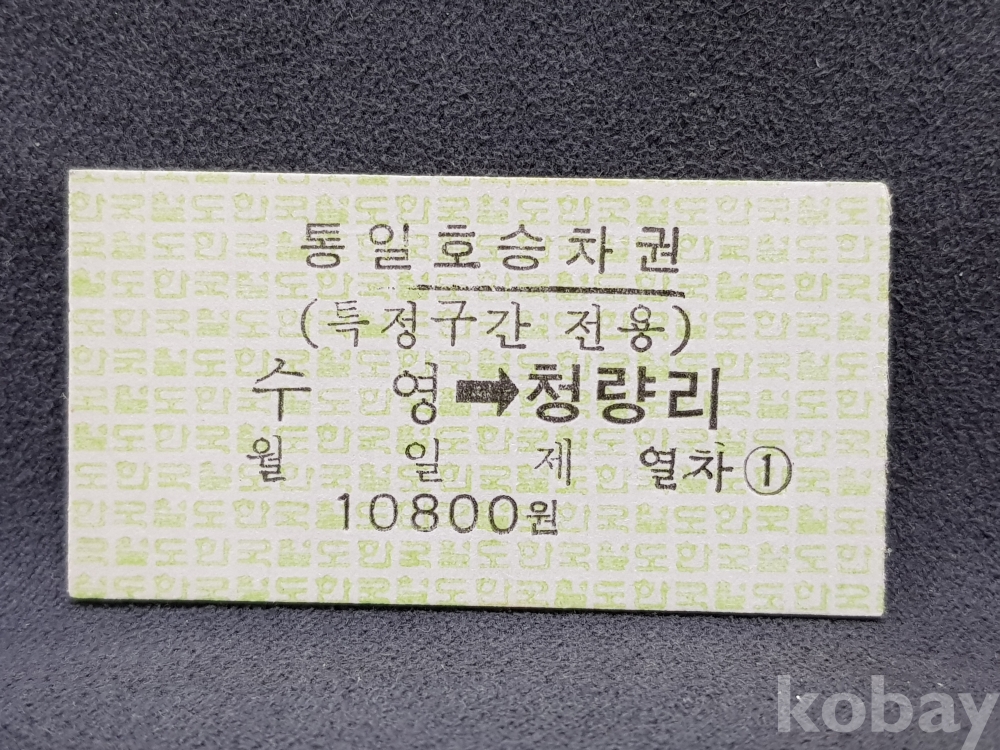 통일호승차권
(특정구간 전용)
수 영➡청량리
월 일 제 열차①
10800원
kobay